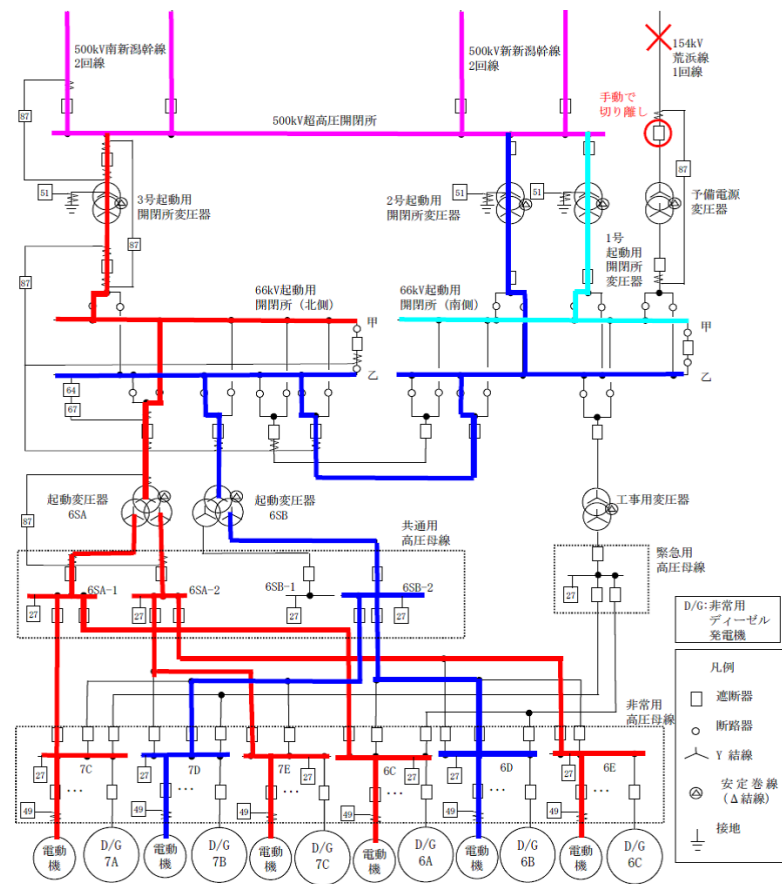 500kV南新潟幹線
2回線
500kV新新潟幹線
2回線
154kV
荒浜線
1回線
手動で
切り離し
87
500kV超高圧開閉所
87
51
3号起動用
開閉所変圧器
51
2号起動用
開閉所変圧器
51
予備電源
変圧器
1号
起動用
開閉所
変圧器
87
87
66kV起動用
開閉所（北側）
66kV起動用
開閉所（南側）
甲
甲
乙
乙
64
67
起動変圧器
6SA
起動変圧器
6SB
工事用変圧器
87
共通用
高圧母線
緊急用
高圧母線
6SA-1
6SA-2
6SB-1
6SB-2
27
27
27
27
27
D/G:非常用
ディーゼル
発電機
凡例
遮断器
断路器
Y 結線
安定巻線
(Δ結線)
接地
非常用
高圧母線
7C
7D
7E
6C
6D
6E
27
27
27
27
27
27
…
…
…
…
…
…
49
49
49
49
49
49
電動
機
D/G
7A
電動
機
D/G
7B
電動
機
D/G
7C
電動
機
D/G
6A
電動
機
D/G
6B
電動
機
D/G
6C